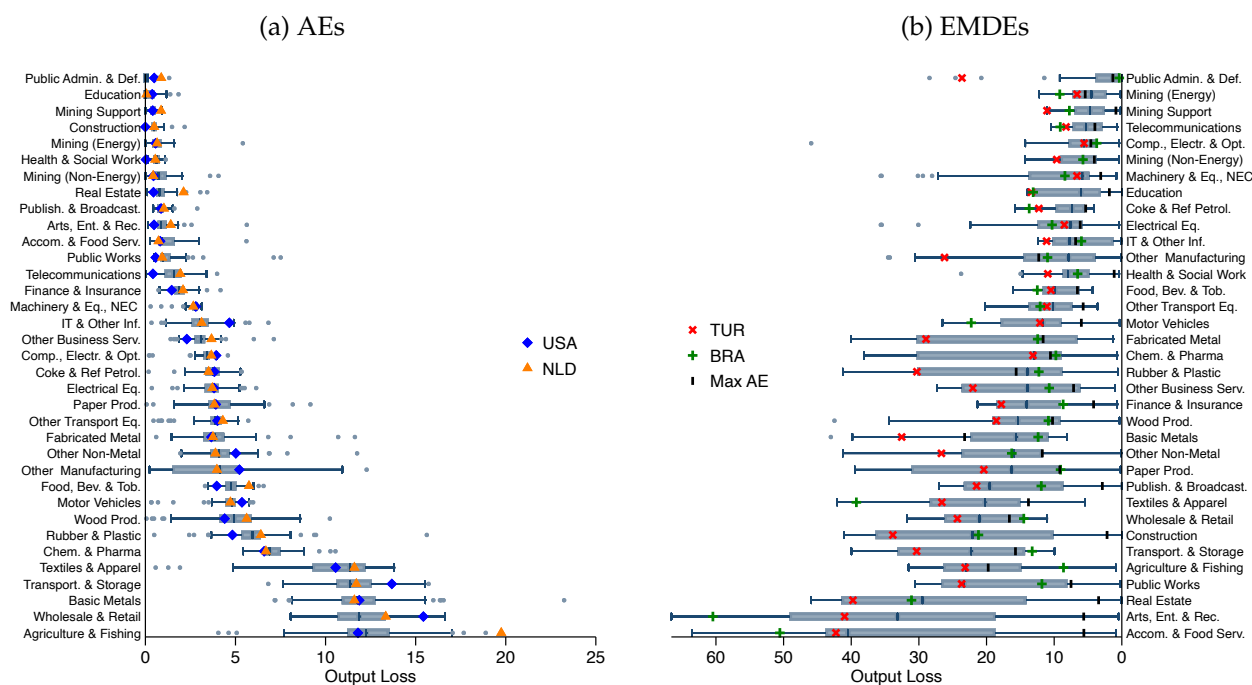 (a) AEs
Public Admin. & Def.
Education
Mining Support
Construction
Mining (Energy)
Health & Social Work
Mining (Non-Energy)
Real Estate
Publish. & Broadcast.
Arts, Ent. & Rec.
Accom. & Food Serv.
Public Works
Telecommunications
Finance & Insurance
Machinery & Eq., NEC
IT & Other Inf.
Other Business Serv.
Comp., Electr. & Opt.
Coke & Ref Petrol.
Electrical Eq.
Paper Prod.
Other Transport Eq.
Fabricated Metal
Other Non-Metal
Other Manufacturing
Food, Bev. & Tob.
Motor Vehicles
Wood Prod.
Rubber & Plastic
Chem. & Pharma
Textiles & Apparel
Transport. & Storage
Basic Metals
Wholesale & Retail
Agriculture & Fishing
0 5 10 15 20 25
Output Loss
USA
NLD
(b) EMDEs
Public Admin. & Def.
Mining (Energy)
Mining Support
Telecommunications
Comp., Electr. & Opt.
Mining (Non-Energy)
Machinery & Eq., NEC
Education
Coke & Ref Petrol.
Electrical Eq.
IT & Other Inf.
Other Manufacturing
Health & Social Work
Food, Bev. & Tob.
Other Transport Eq.
Motor Vehicles
Fabricated Metal
Chem. & Pharma
Rubber & Plastic
Other Business Serv.
Finance & Insurance
Wood Prod.
Basic Metals
Other Non-Metal
Paper Prod.
Publish. & Broadcast.
Textiles & Apparel
Wholesale & Retail
Construction
Transport. & Storage
Agriculture & Fishing
Public Works
Real Estate
Arts, Ent. & Rec.
Accom. & Food Serv.
60 50 40 30 20 10 0
Output Loss
TUR
BRA
Max AE